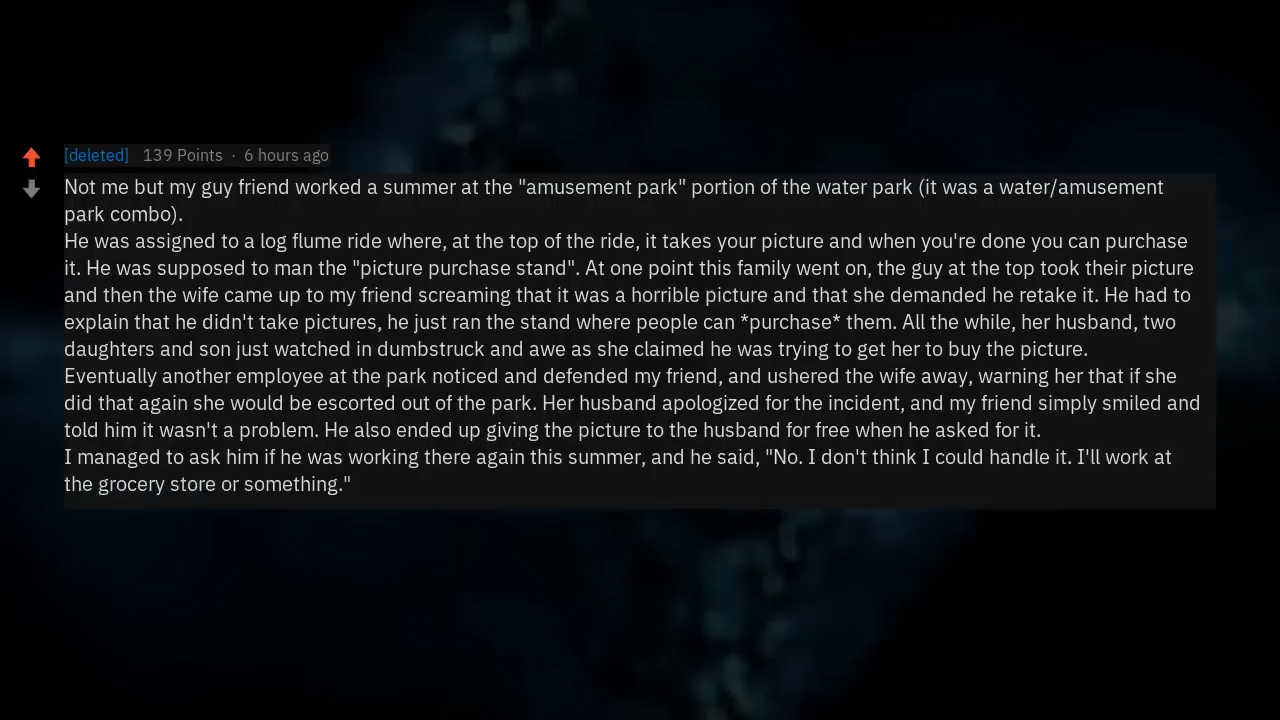 [deleted] 139 Points · 6 hours ago
Not me but my guy friend worked a summer at the "amusement park" portion of the water park (it was a water/amusement
park combo).
He was assigned to a log flume ride where, at the top of the ride, it takes your picture and when you're done you can purchase
it. He was supposed to man the "picture purchase stand". At one point this family went on, the guy at the top took their picture
and then the wife came up to my friend screaming that it was a horrible picture and that she demanded he retake it. He had to
explain that he didn't take pictures, he just ran the stand where people can *purchase* them. All the while, her husband, two
daughters and son just watched in dumbstruck and awe as she claimed he was trying to get her to buy the picture.
Eventually another employee at the park noticed and defended my friend, and ushered the wife away, warning her that if she
did that again she would be escorted out of the park. Her husband apologized for the incident, and my friend simply smiled and
told him it wasn't a problem. He also ended up giving the picture to the husband for free when he asked for it.
I managed to ask him if he was working there again this summer, and he said, "No. I don't think I could handle it. I'll work at
the grocery store or something."